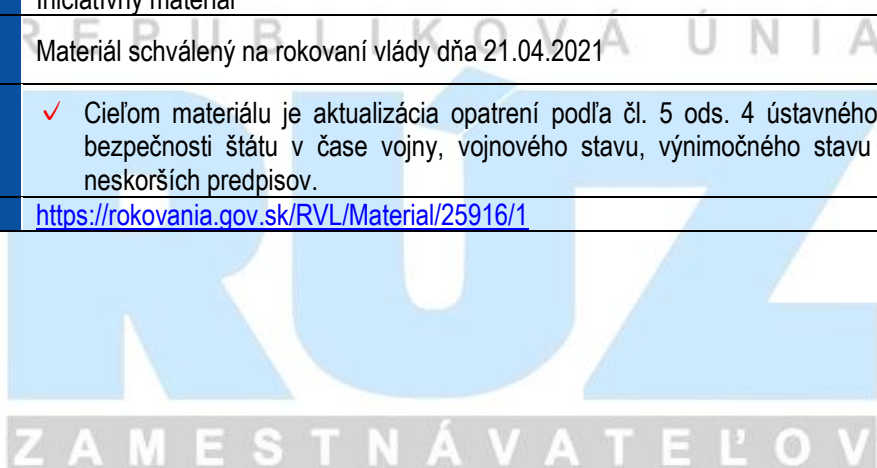 Iniciatívny materiál
REPUBLIKOVÁ ÚNIA
Materiál schválený na rokovaní vlády dňa 21.04.2021
✓ Cieľom materiálu je aktualizácia opatrení podľa čl. 5 ods. 4 ústavného
bezpečnosti štátu v čase vojny, vojnového stavu, výnimočného stavu
neskorších predpisov.
https://rokovania.gov.sk/RVL/Material/25916/1
RÚZ
ZAMESTNÁVATEĽOV